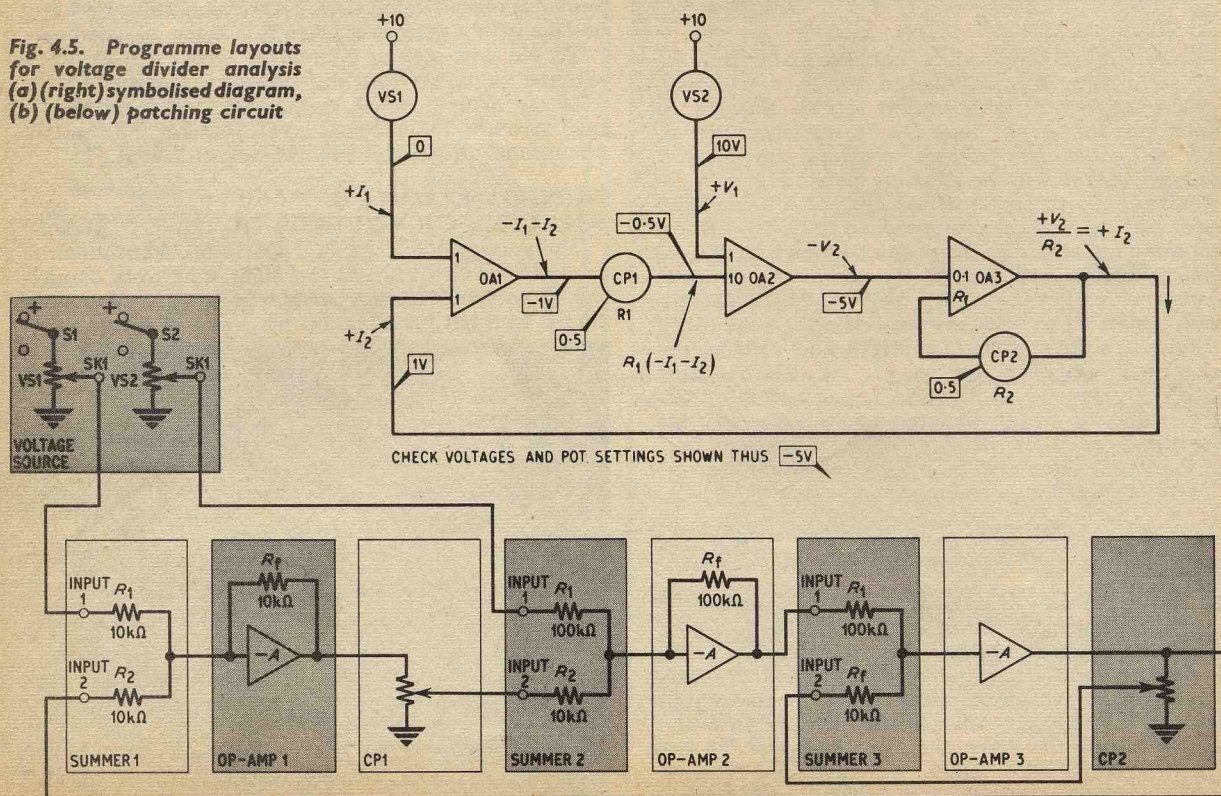 Fig. 4.5. Programme layouts
for voltage divider analysis
(a) (right) symbolised diagram,
(b) (below) patching circuit
+10
+10
VS1
VS2
0
10V
+I₁
+V₁
-I₁-I₂
-0·5V
-V₂
+V₂/R₂ = +I₂
1
OA1
1
CP1
R1
1
10 OA2
0·1 OA3
R₁
-1V
-5V
+I₂
0·5
R₁(-I₁-I₂)
CP2
0·5
R₂
1V
CHECK VOLTAGES AND POT. SETTINGS SHOWN THUS -5V
+
S1
+
S2
VS1
SK1
VS2
SK1
VOLTAGE
SOURCE
INPUT
1
R₁
10kΩ
INPUT
2
R₂
10kΩ
SUMMER 1
Rf
10kΩ
-A
OP-AMP 1
CP1
INPUT
1
R₁
100kΩ
INPUT
2
R₂
10kΩ
SUMMER 2
Rf
100kΩ
-A
OP-AMP 2
INPUT
1
R₁
100kΩ
INPUT
2
Rf
10kΩ
SUMMER 3
-A
OP-AMP 3
CP2